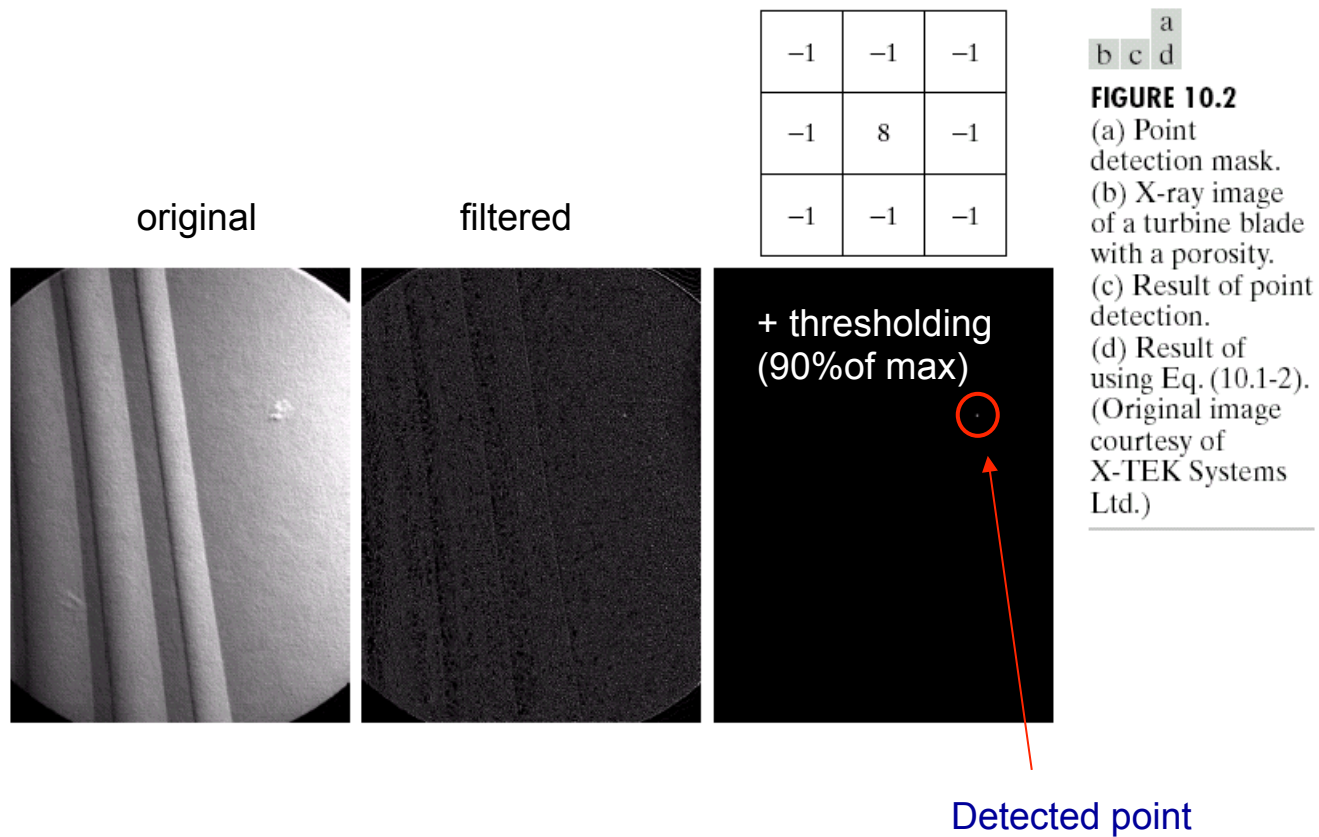 −1 −1 −1
−1 8 −1
−1 −1 −1
a
b c d
FIGURE 10.2
(a) Point
detection mask.
(b) X-ray image
of a turbine blade
with a porosity.
(c) Result of point
detection.
(d) Result of
using Eq. (10.1-2).
(Original image
courtesy of
X-TEK Systems
Ltd.)
original
filtered
+ thresholding
(90%of max)
Detected point